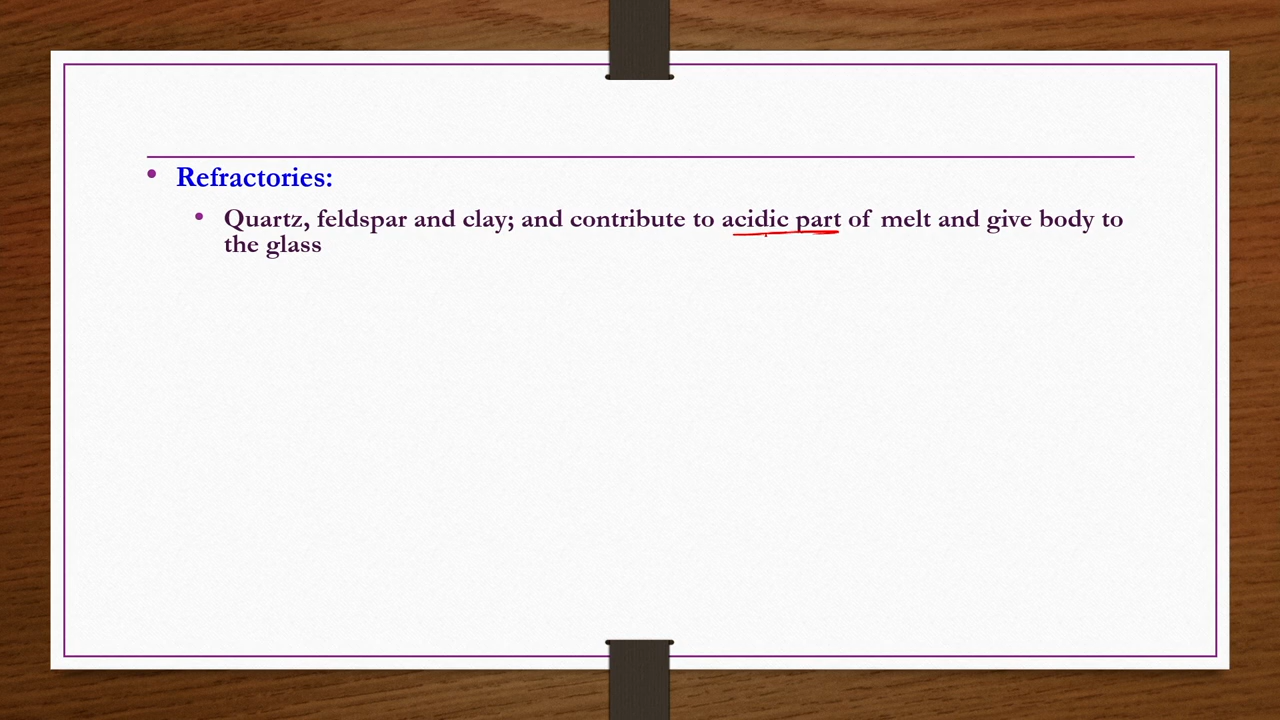 Refractories:
Quartz, feldspar and clay; and contribute to acidic part of melt and give body to
the glass